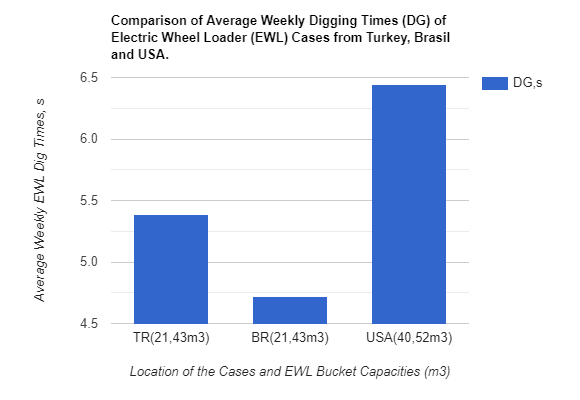 Comparison of Average Weekly Digging Times (DG) of
Electric Wheel Loader (EWL) Cases from Turkey, Brasil
and USA.
6.5
6.0
5.5
5.0
4.5
Average Weekly EWL Dig Times, s
DG,s
TR(21,43m3)
BR(21,43m3)
USA(40,52m3)
Location of the Cases and EWL Bucket Capacities (m3)